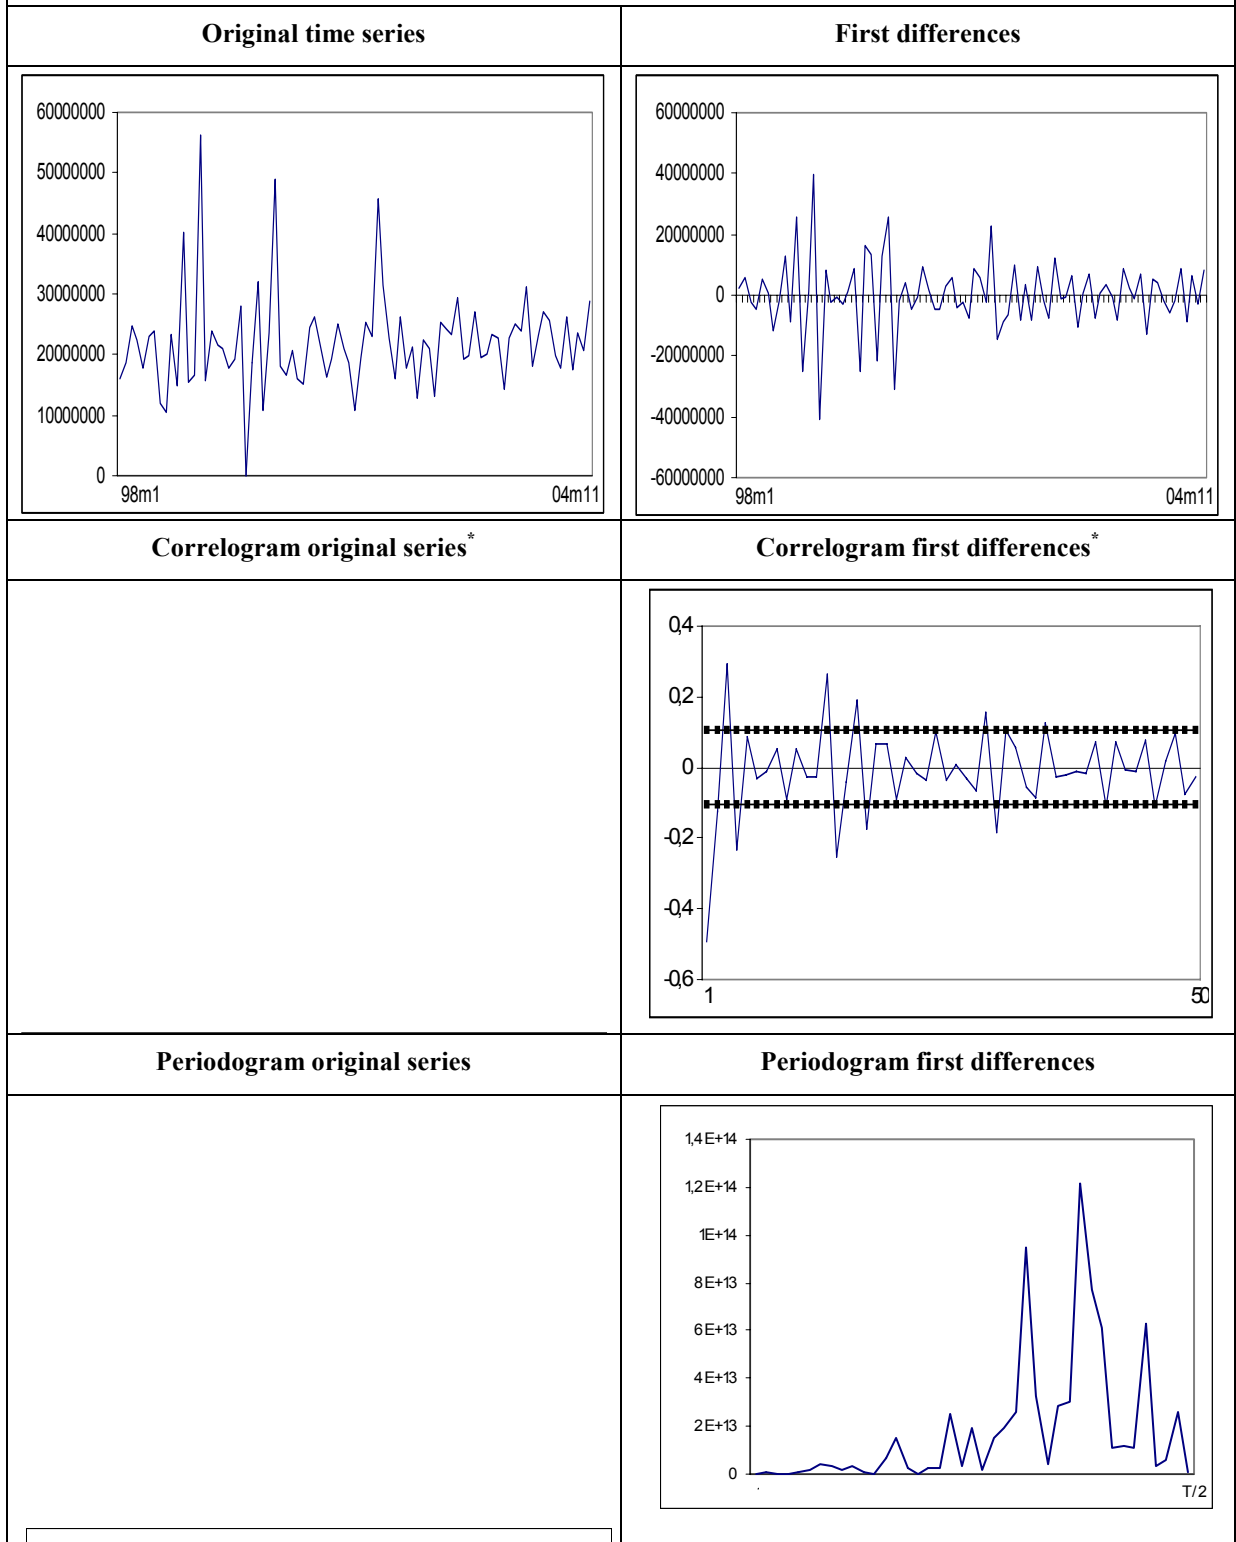 Original time series
First differences
60000000
50000000
40000000
30000000
20000000
10000000
0
98m1
04m11
60000000
40000000
20000000
0
-20000000
-40000000
-60000000
98m1
04m11
Correlogram original series*
Correlogram first differences*
0,4
0,2
0
-0,2
-0,4
-0,6
1
50
Periodogram original series
Periodogram first differences
1,4E+14
1,2E+14
1E+14
8E+13
6E+13
4E+13
2E+13
0
T/2